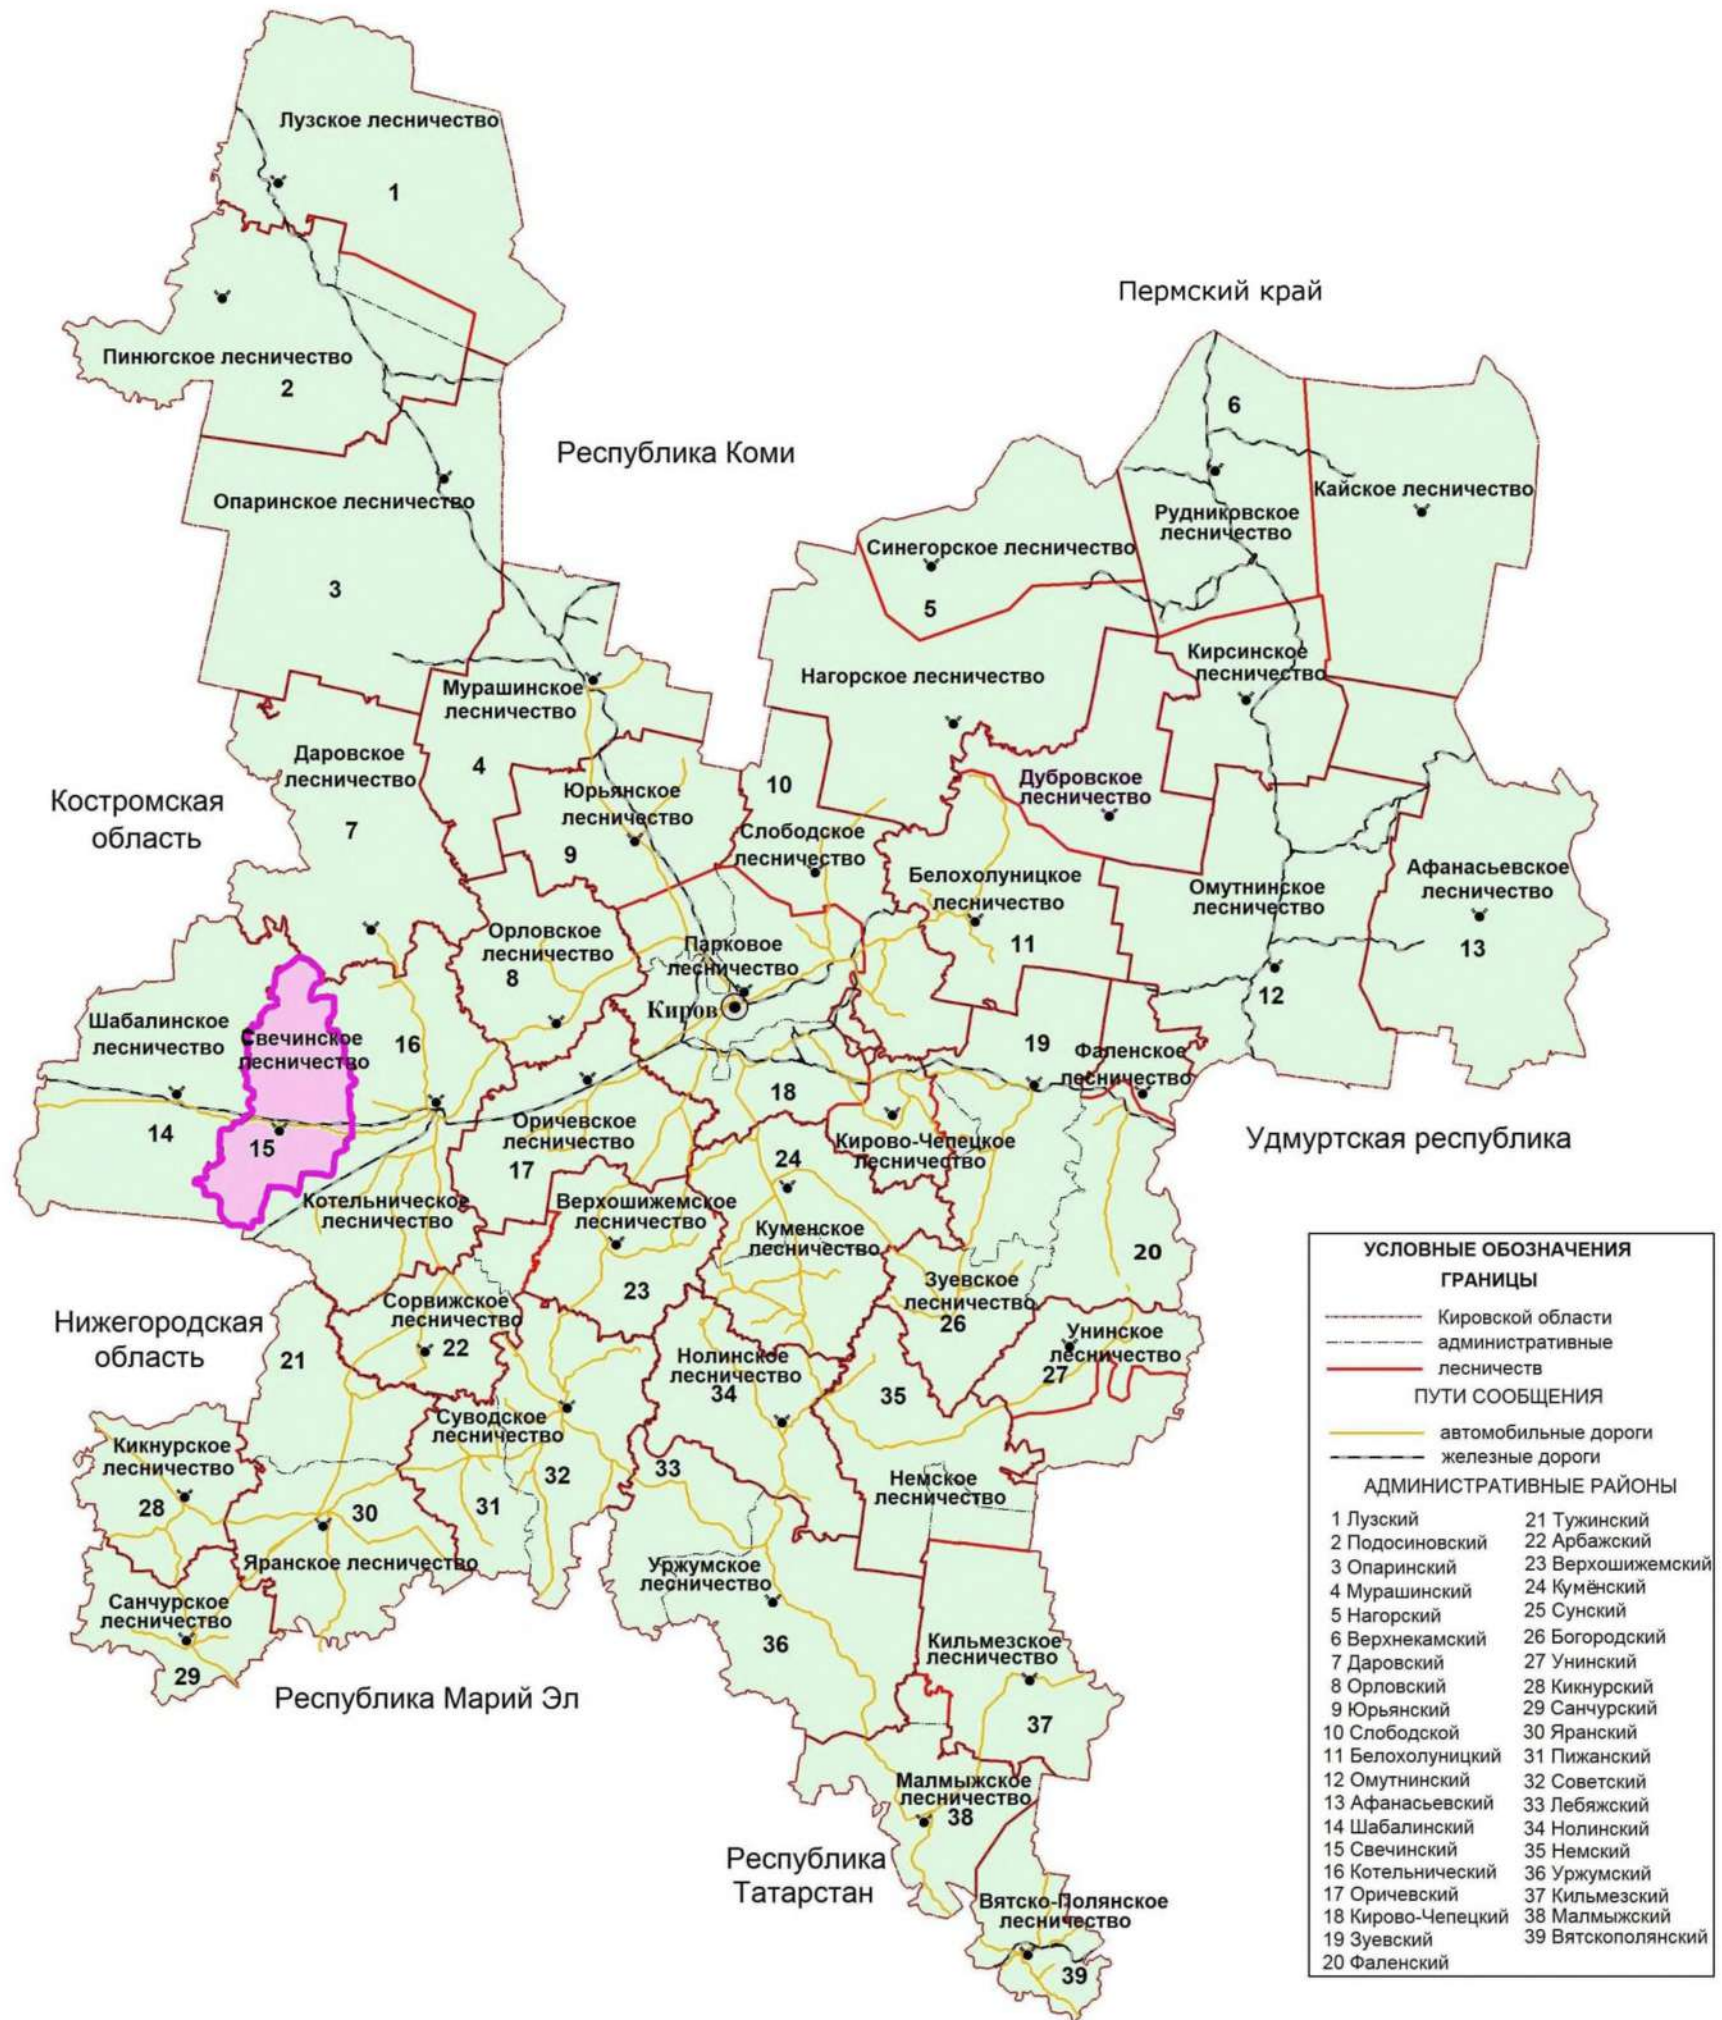 Лузское лесничество
1
Пермский край
Пинюгское лесничество
2
6
Республика Коми
Опаринское лесничество
Кайское лесничество
Рудниковское
лесничество
Синегорское лесничество
3
5
Кирсинское
лесничество
Нагорское лесничество
Мурашинское
лесничество
Даровское
лесничество
4
10
Дубровское
лесничество
Юрьянское
лесничество
Костромская
область
7
9
Слободское
лесничество
Белохолуницкое
лесничество
Омутнинское
лесничество
Афанасьевское
лесничество
Орловское
лесничество
8
Парковое
лесничество
11
13
Киров
12
Шабалинское
лесничество
Свечинское
лесничество
16
19
Фаленское
лесничество
18
14
15
Оричевское
лесничество
17
Кирово-Чепецкое
лесничество
Удмуртская республика
24
Котельническое
лесничество
Верхошижемское
лесничество
Куменское
лесничество
20
23
Зуевское
лесничество
26
Сорвижское
лесничество
22
Нижегородская
область
21
Унинское
лесничество
27
Нолинское
лесничество
34
35
Суводское
лесничество
Кикнурское
лесничество
28
33
32
31
30
Немское
лесничество
Яранское лесничество
Уржумское
лесничество
Санчурское
лесничество
29
36
Кильмезское
лесничество
37
Республика Марий Эл
Малмыжское
лесничество
38
Республика
Татарстан
Вятско-Полянское
лесничество
39
УСЛОВНЫЕ ОБОЗНАЧЕНИЯ
ГРАНИЦЫ
Кировской области
административные
лесничеств
ПУТИ СООБЩЕНИЯ
автомобильные дороги
железные дороги
АДМИНИСТРАТИВНЫЕ РАЙОНЫ
1 Лузский
2 Подосиновский
3 Опаринский
4 Мурашинский
5 Нагорский
6 Верхнекамский
7 Даровский
8 Орловский
9 Юрьянский
10 Слободской
11 Белохолуницкий
12 Омутнинский
13 Афанасьевский
14 Шабалинский
15 Свечинский
16 Котельнический
17 Оричевский
18 Кирово-Чепецкий
19 Зуевский
20 Фаленский
21 Тужинский
22 Арбажский
23 Верхошижемский
24 Кумёнский
25 Сунский
26 Богородский
27 Унинский
28 Кикнурский
29 Санчурский
30 Яранский
31 Пижанский
32 Советский
33 Лебяжский
34 Нолинский
35 Немский
36 Уржумский
37 Кильмезский
38 Малмыжский
39 Вятскополянский